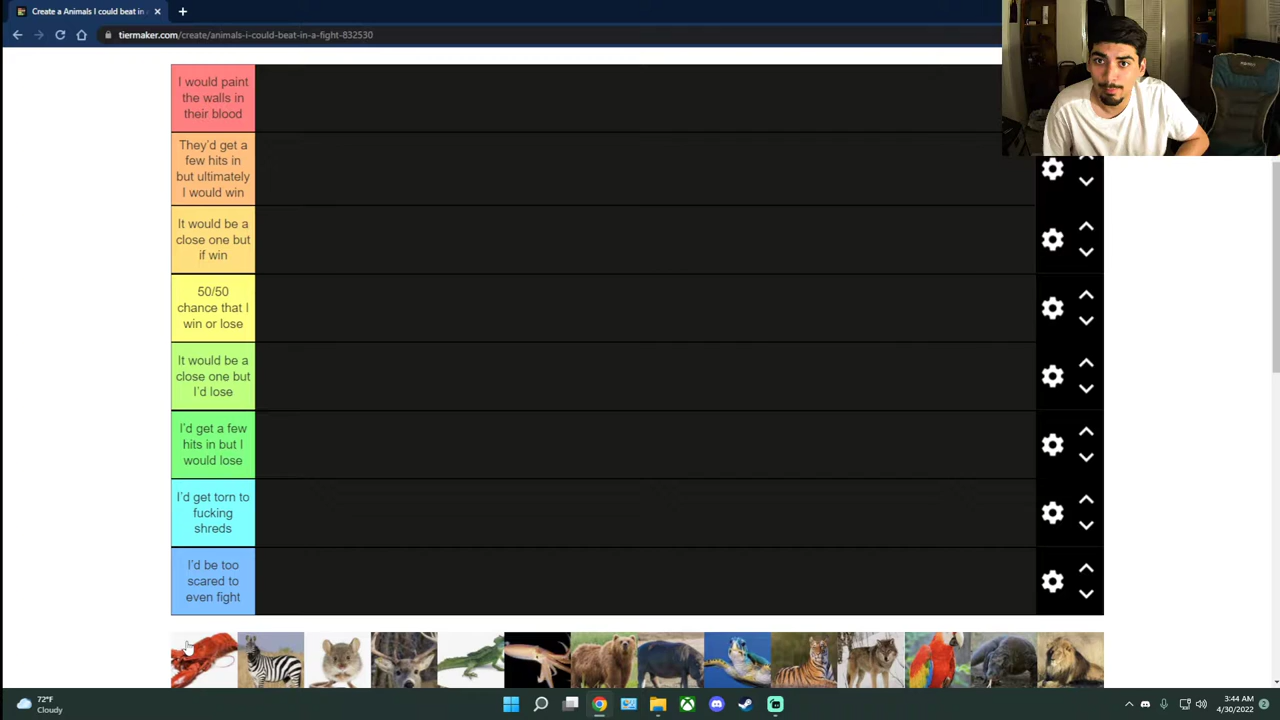 Create a Animals I could beat in a
tiermaker.com/create/animals-i-could-beat-in-a-fight-832530
I would paint
the walls in
their blood
They'd get a
few hits in
but ultimately
I would win
It would be a
close one but
if win
50/50
chance that I
win or lose
It would be a
close one but
I'd lose
I'd get a few
hits in but I
would lose
I'd get torn to
fucking
shreds
I'd be too
scared to
even fight
72°F
Cloudy
3:44 AM
4/30/2022